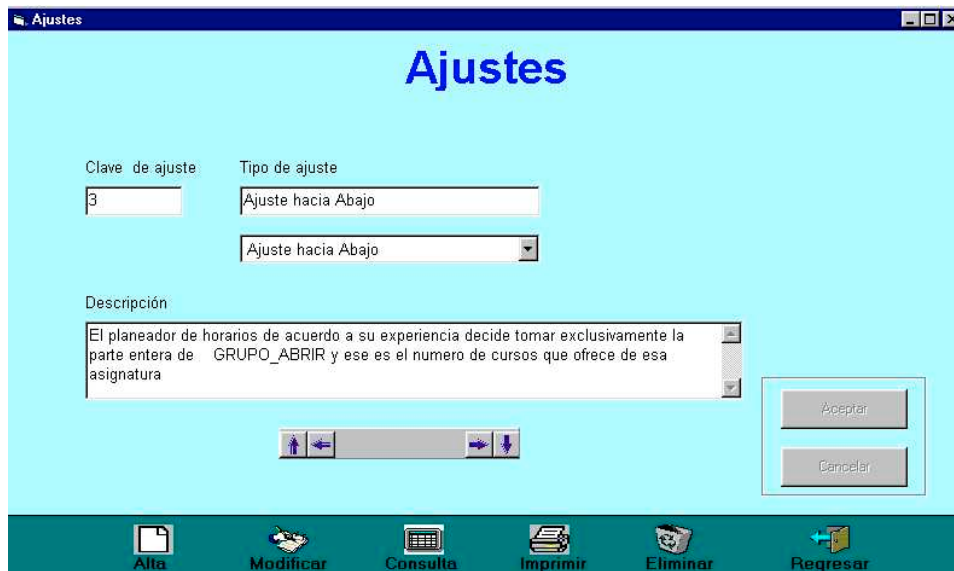 Ajustes
Ajustes
Clave de ajuste Tipo de ajuste
3 Ajuste hacia Abajo
Ajuste hacia Abajo
Descripción
El planeador de horarios de acuerdo a su experiencia decide tomar exclusivamente la
parte entera de GRUPO_ABRIR y ese es el numero de cursos que ofrece de esa
asignatura
Aceptar
Cancelar
Alta Modificar Consulta Imprimir Eliminar Regresar